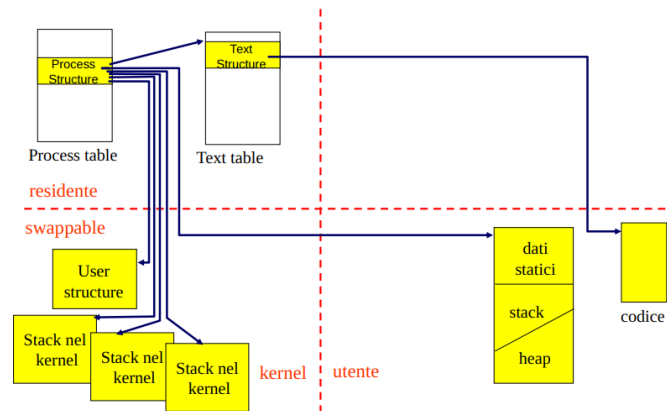 Process
Structure
Text
Structure
Process table
Text table
residente
swappable
User
structure
Stack nel
kernel
Stack nel
kernel
Stack nel
kernel
kernel
utente
dati
statici
stack
heap
codice